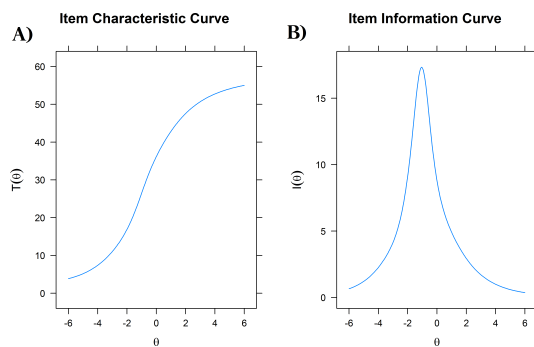 Item Characteristic Curve
A)
60
50
40
30
20
10
0
T(θ)
-6 -4 -2 0 2 4 6
θ
Item Information Curve
B)
15
10
5
0
I(θ)
-6 -4 -2 0 2 4 6
θ